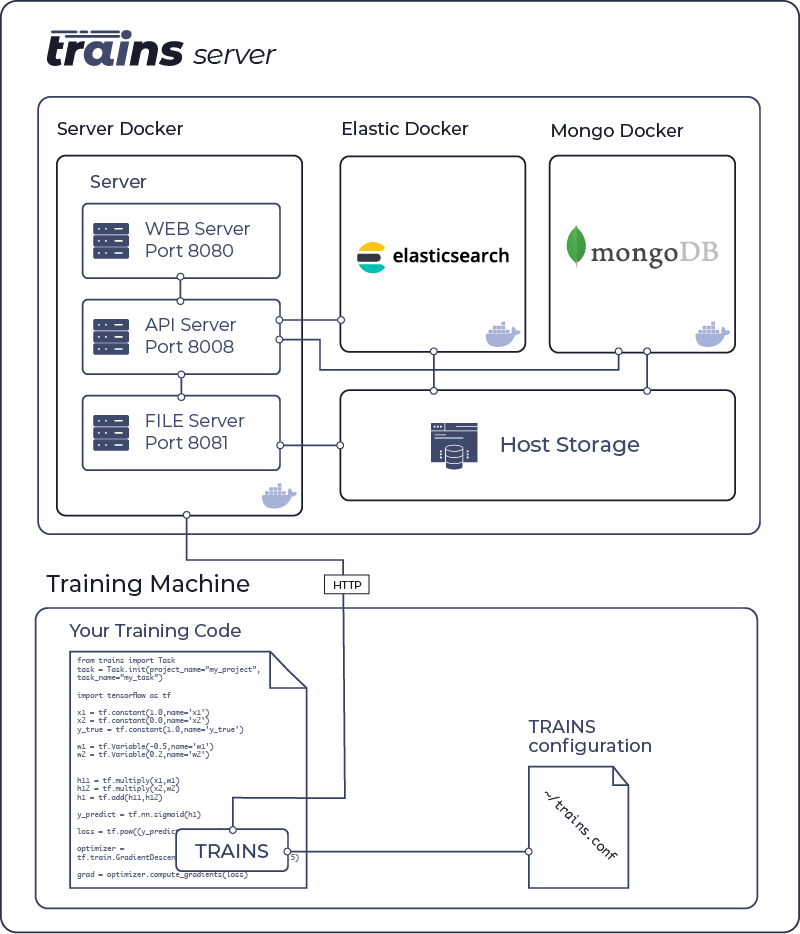 trains server
Server Docker
Elastic Docker
Mongo Docker
Server
WEB Server
Port 8080
API Server
Port 8008
FILE Server
Port 8081
elasticsearch
mongoDB
Host Storage
HTTP
Training Machine
Your Training Code
from trains import Task
task = Task.init(project_name="my_project",
task_name="my_task")
import tensorflow as tf
x1 = tf.constant(1.0,name='x1')
x2 = tf.constant(0.0,name='x2')
y_true = tf.constant(1.0,name='y_true')
w1 = tf.Variable(-0.5,name='w1')
w2 = tf.Variable(0.2,name='w2')
h11 = tf.multiply(x1,w1)
h12 = tf.multiply(x2,w2)
h1 = tf.add(h11,h12)
y_predict = tf.nn.sigmoid(h1)
loss = tf.pow((y_predic
optimizer =
tf.train.GradientDescen 5)
grad = optimizer.compute_gradients(loss)
TRAINS
TRAINS
configuration
~/trains.conf